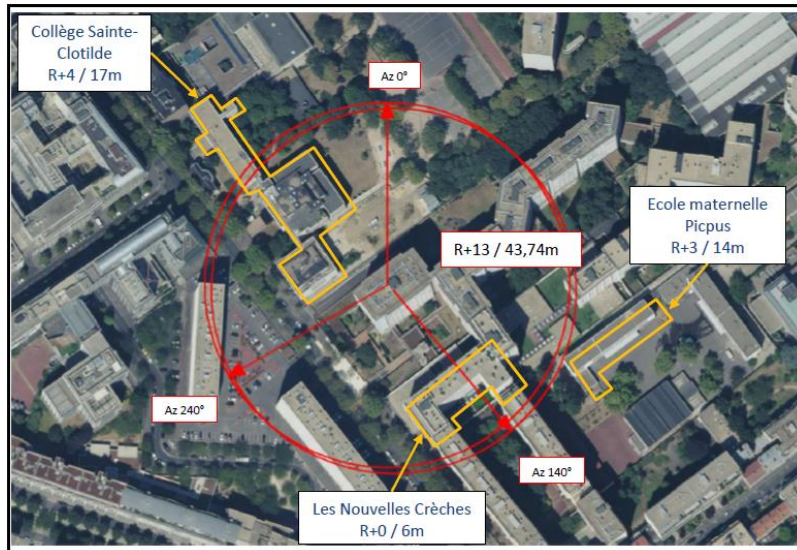 Collège Sainte-
Clotilde
R+4 / 17m
Az 0°
Ecole maternelle
Picpus
R+3 / 14m
R+13 / 43,74m
Az 240°
Az 140°
Les Nouvelles Crèches
R+0 / 6m